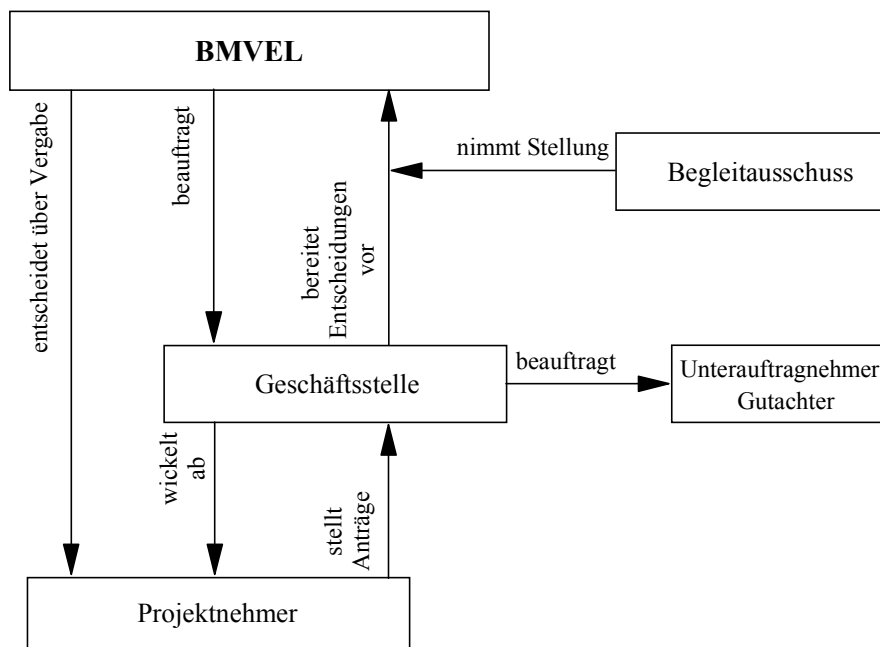 BMVEL
entscheidet über Vergabe
beauftragt
bereitet
Entscheidungen
vor
nimmt Stellung
Begleitausschuss
Geschäftsstelle
beauftragt
Unterauftragnehmer
Gutachter
wickelt
ab
stellt
Anträge
Projektnehmer